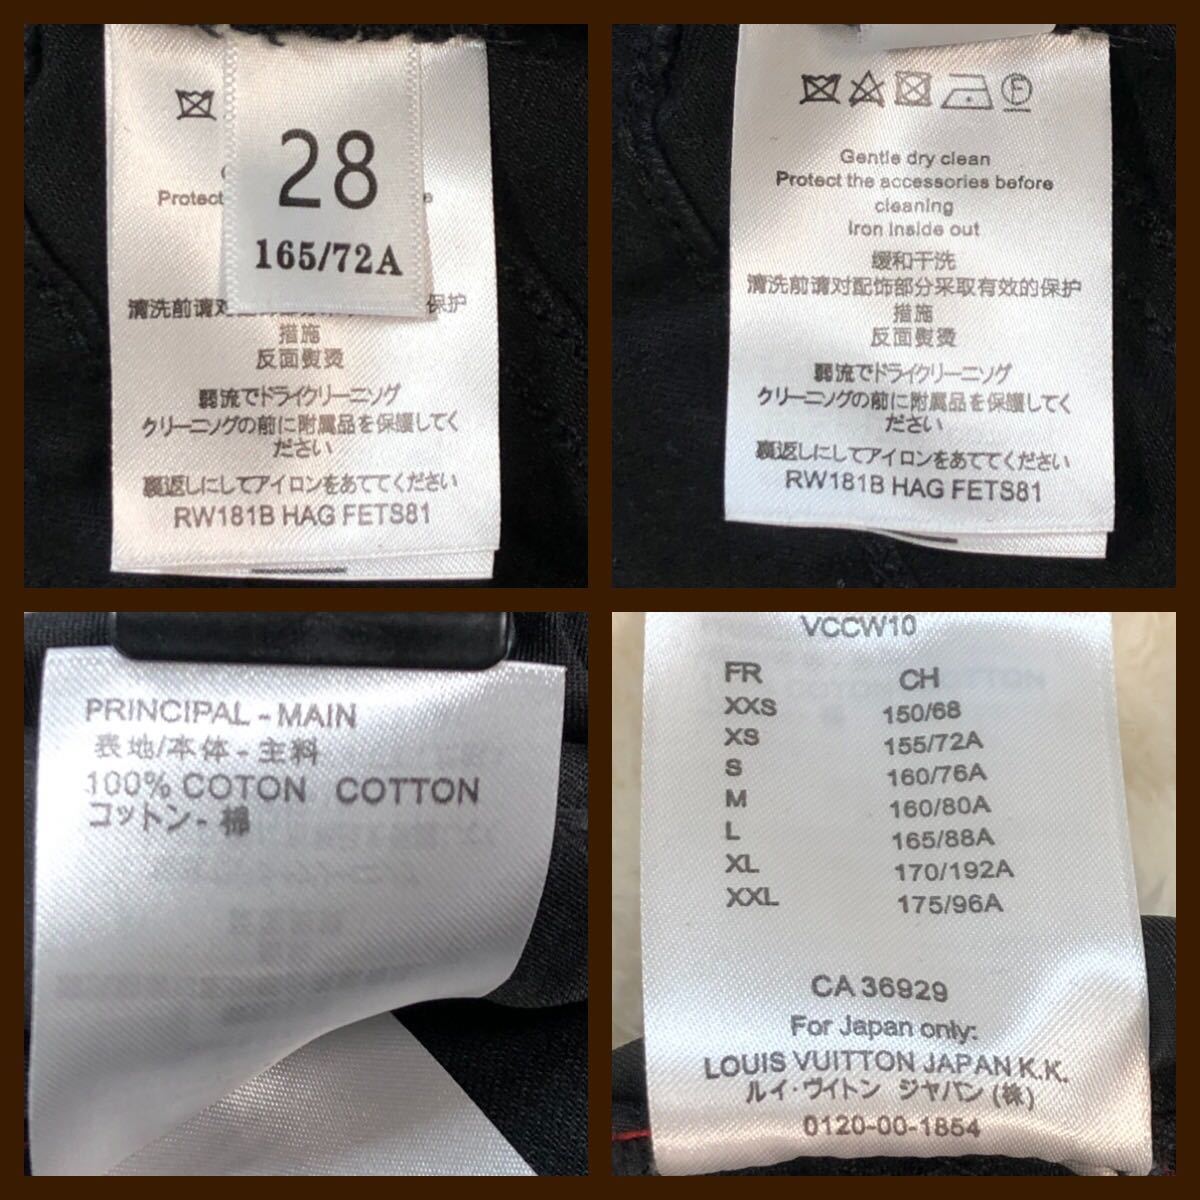 28
165/72A
Protect
e
清洗前请对
保护
措施
反面熨烫
弱流でドライクリーニソグ
クリーニソグの前に附属品を保護してく
ださい
裏返しにしてアイロンをあててください
RW181B HAG FETS81
Gentle dry clean
Protect the accessories before
cleaning
Iron inside out
缓和干洗
清洗前请对配饰部分采取有效的保护
措施
反面熨烫
弱流でドライクリーニソグ
クリーニソグの前に附属品を保護してく
ださい
裏返しにしてアイロンをあててください
RW181B HAG FETS81
PRINCIPAL - MAIN
表地/本体 - 主料
100% COTON COTTON
コットン - 棉
VCCW10
FR CH
XXS 150/68
XS 155/72A
S 160/76A
M 160/80A
L 165/88A
XL 170/192A
XXL 175/96A
CA 36929
For Japan only:
LOUIS VUITTON JAPAN K.K.
ルイ・ヴイトン ジャパン (株)
0120-00-1854